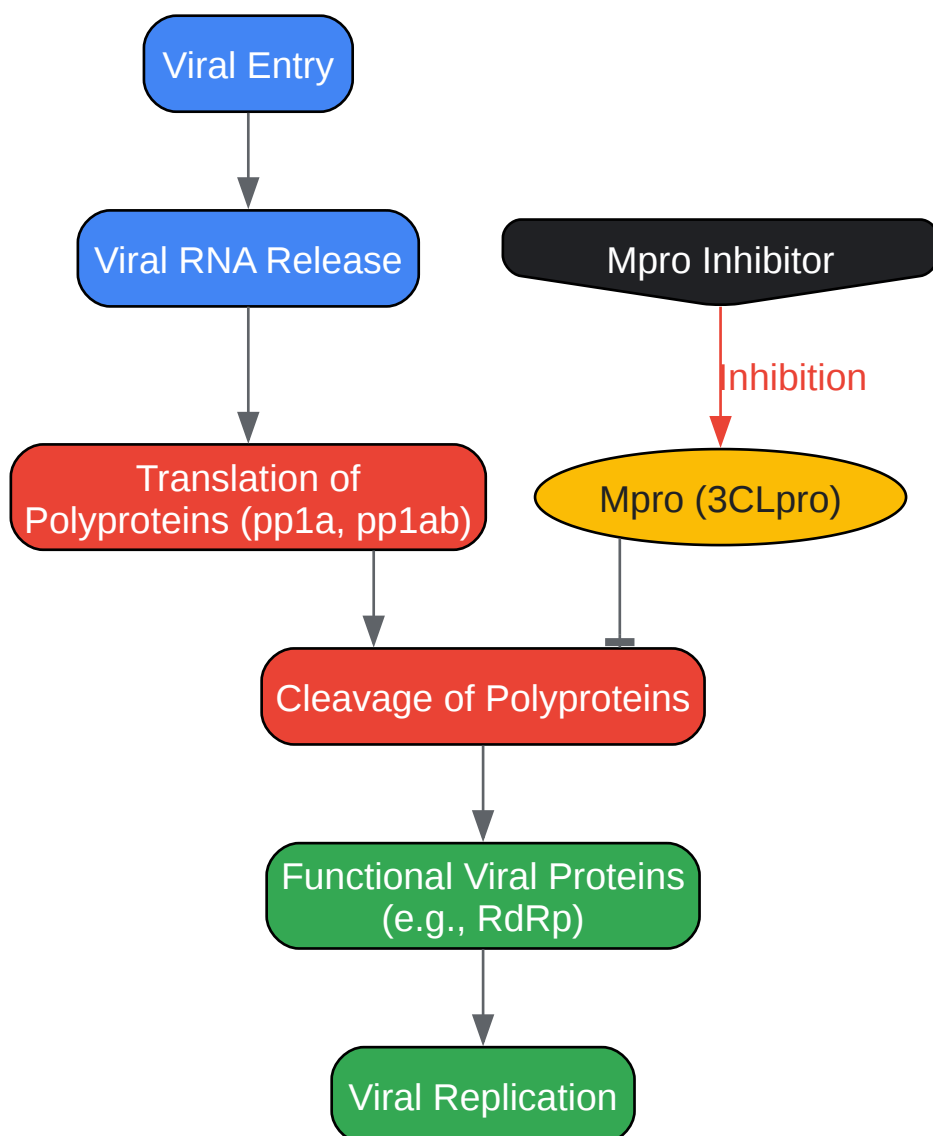 Viral Entry
Viral RNA Release
Mpro Inhibitor
Inhibition
Translation of
Polyproteins (pp1a, pp1ab)
Mpro (3CLpro)
Cleavage of Polyproteins
Functional Viral Proteins
(e.g., RdRp)
Viral Replication